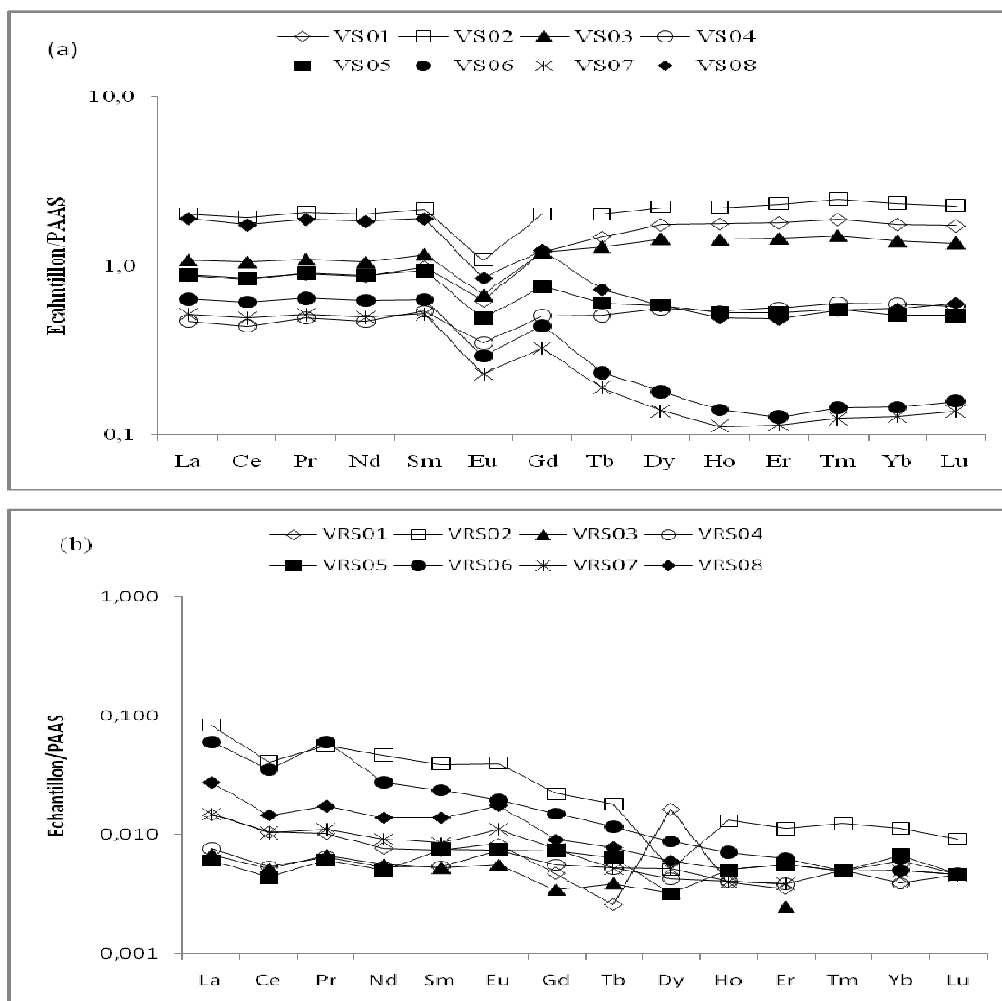 (a)
VS01 VS02 VS03 VS04
VS05 VS06 VS07 VS08
Ecahntillon/PAAS
10,0
1,0
0,1
La Ce Pr Nd Sm Eu Gd Tb Dy Ho Er Tm Yb Lu
(b)
VRS01 VRS02 VRS03 VRS04
VRS05 VRS06 VRS07 VRS08
Echantillon/PAAS
1,000
0,100
0,010
0,001
La Ce Pr Nd Sm Eu Gd Tb Dy Ho Er Tm Yb Lu